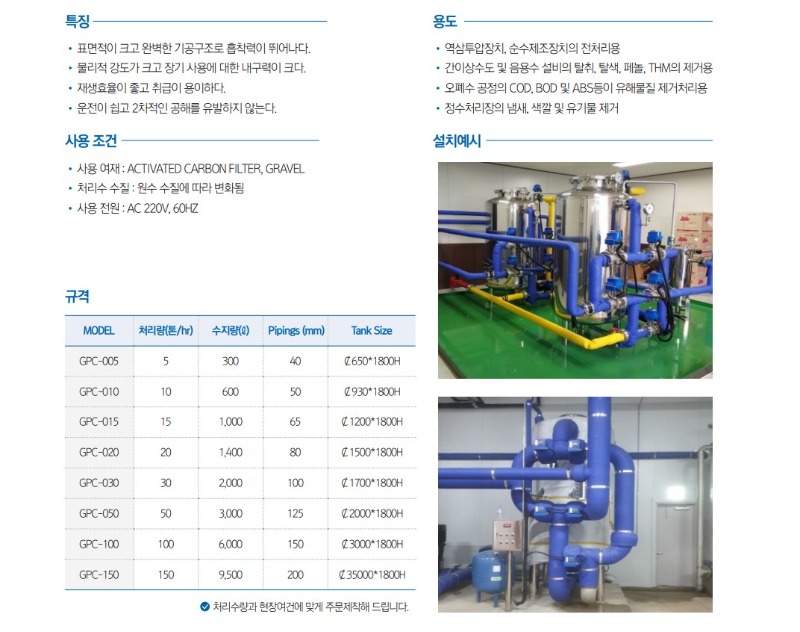 특징
• 표면적이 크고 완벽한 기공구조로 흡착력이 뛰어나다.
• 물리적 강도가 크고 장기 사용에 대한 내구력이 크다.
• 재생효율이 좋고 취급이 용이하다.
• 운전이 쉽고 2차적인 공해를 유발하지 않는다.
사용 조건
• 사용 여재 : ACTIVATED CARBON FILTER, GRAVEL
• 처리수 수질 : 원수 수질에 따라 변화됨
• 사용 전원 : AC 220V, 60HZ
규격
MODEL 처리량(톤/hr) 수지량(ℓ) Pipings (mm) Tank Size
GPC-005 5 300 40 ₡650*1800H
GPC-010 10 600 50 ₡930*1800H
GPC-015 15 1,000 65 ₡1200*1800H
GPC-020 20 1,400 80 ₡1500*1800H
GPC-030 30 2,000 100 ₡1700*1800H
GPC-050 50 3,000 125 ₡2000*1800H
GPC-100 100 6,000 150 ₡3000*1800H
GPC-150 150 9,500 200 ₡35000*1800H
처리수량과 현장여건에 맞게 주문제작해 드립니다.
용도
• 역삼투압장치, 순수제조장치의 전처리용
• 간이상수도 및 음용수 설비의 탈취, 탈색, 페놀, THM의 제거용
• 오폐수 공정의 COD, BOD 및 ABS등이 유해물질 제거처리용
• 정수처리장의 냄새, 색깔 및 유기물 제거
설치예시